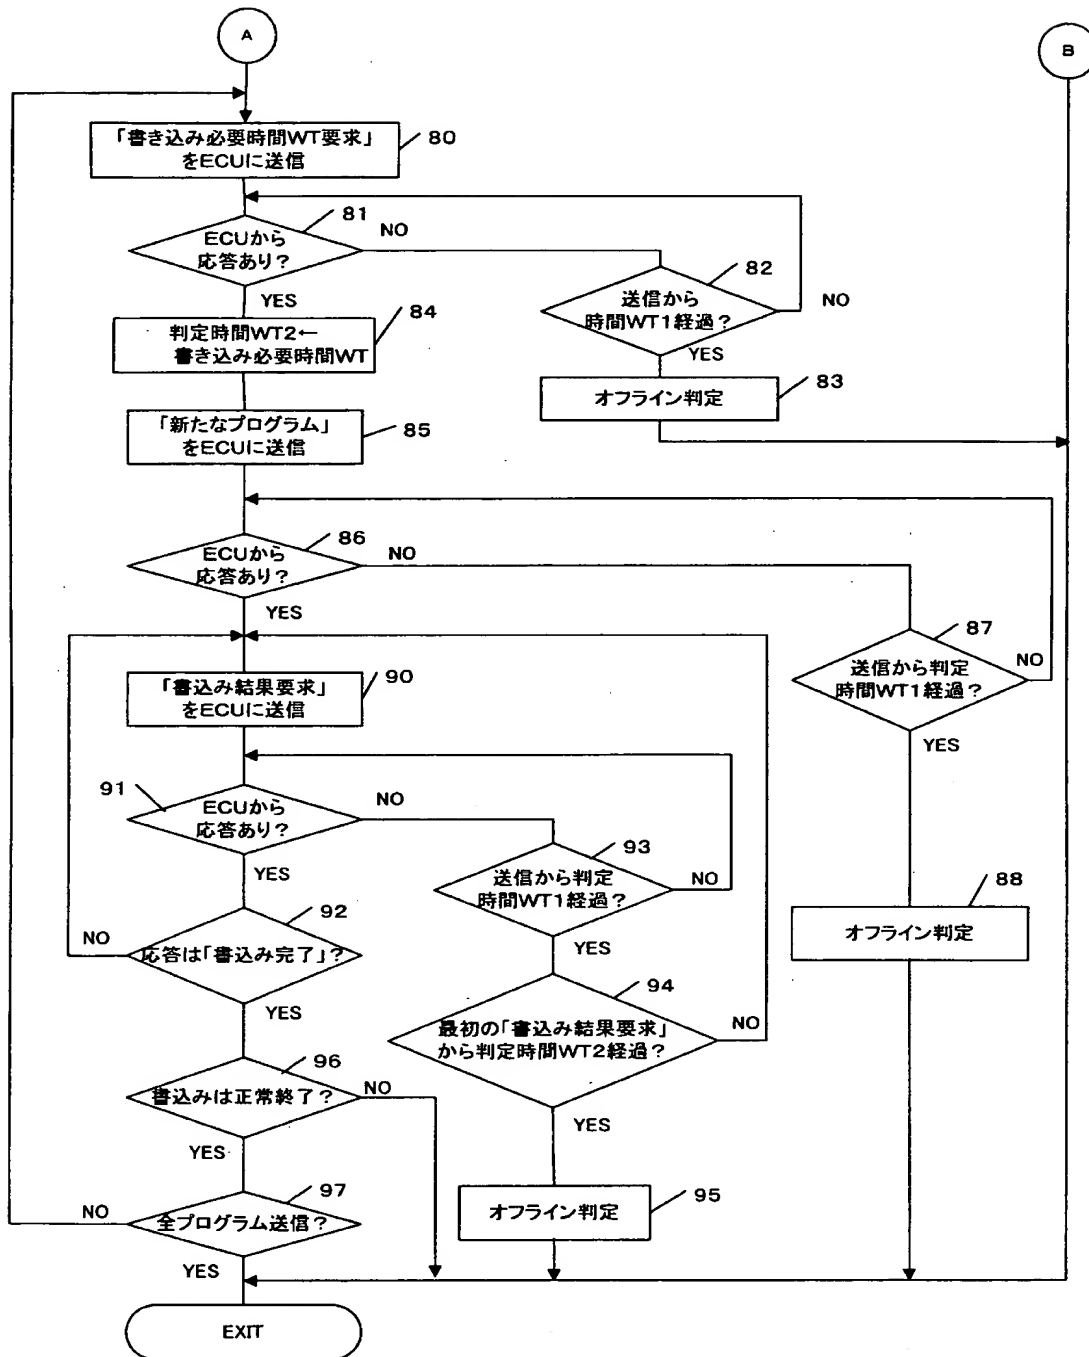 A
B
「書き込み必要時間WT要求」
をECUに送信
80
ECUから
応答あり？
81
NO
YES
送信から
時間WT1経過？
82
NO
YES
判定時間WT2←
書き込み必要時間WT
84
オフライン判定
83
「新たなプログラム」
をECUに送信
85
ECUから
応答あり？
86
NO
YES
送信から判定
時間WT1経過？
87
NO
YES
「書込み結果要求」
をECUに送信
90
ECUから
応答あり？
91
NO
YES
送信から判定
時間WT1経過？
93
NO
YES
オフライン判定
88
応答は「書込み完了」？
92
NO
YES
最初の「書込み結果要求」
から判定時間WT2経過？
94
NO
YES
書込みは正常終了？
96
NO
YES
オフライン判定
95
全プログラム送信？
97
NO
YES
EXIT